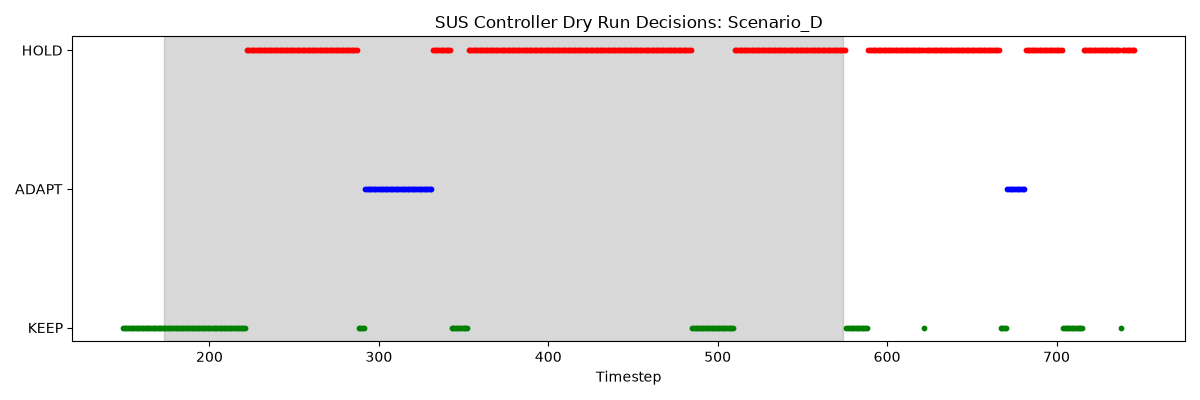 SUS Controller Dry Run Decisions: Scenario_D
HOLD
ADAPT
KEEP
200 300 400 500 600 700
Timestep